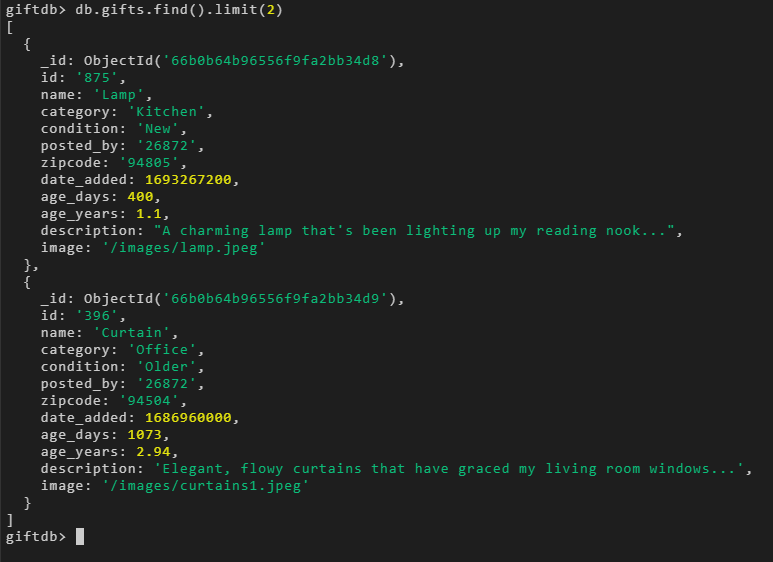 giftdb> db.gifts.find().limit(2)
[
  {
    _id: ObjectId('66b0b64b96556f9fa2bb34d8'),
    id: '875',
    name: 'Lamp',
    category: 'Kitchen',
    condition: 'New',
    posted_by: '26872',
    zipcode: '94805',
    date_added: 1693267200,
    age_days: 400,
    age_years: 1.1,
    description: "A charming lamp that's been lighting up my reading nook...",
    image: '/images/lamp.jpeg'
  },
  {
    _id: ObjectId('66b0b64b96556f9fa2bb34d9'),
    id: '396',
    name: 'Curtain',
    category: 'Office',
    condition: 'Older',
    posted_by: '26872',
    zipcode: '94504',
    date_added: 1686960000,
    age_days: 1073,
    age_years: 2.94,
    description: 'Elegant, flowy curtains that have graced my living room windows...',
    image: '/images/curtains1.jpeg'
  }
]
giftdb>